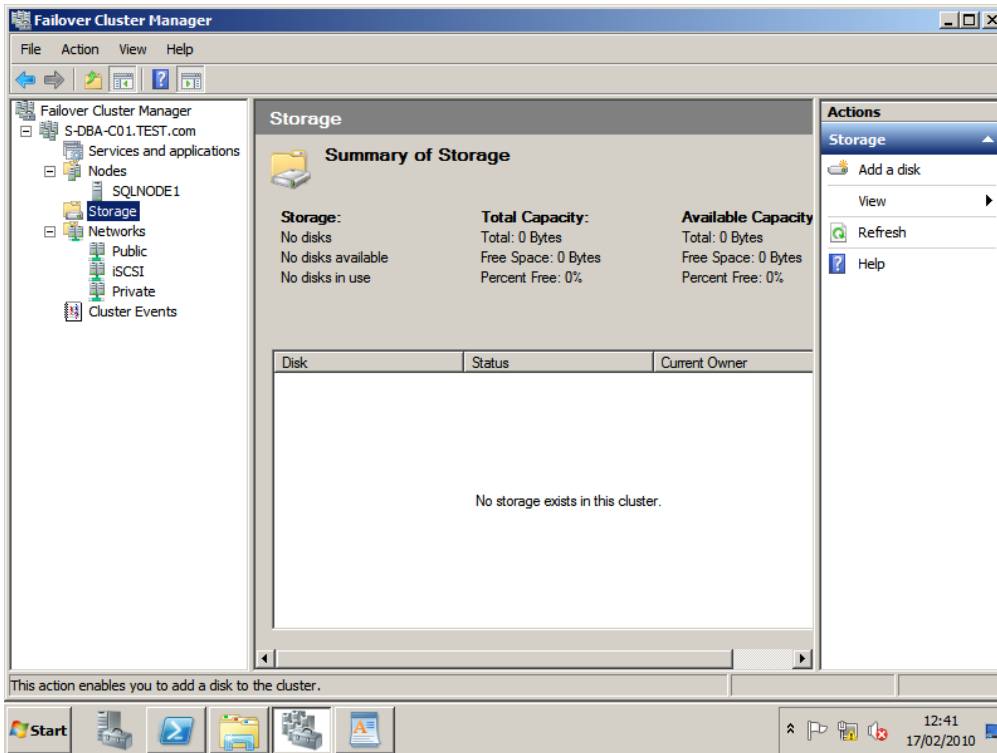 Failover Cluster Manager
File Action View Help
Failover Cluster Manager
S-DBA-C01.TEST.com
Services and applications
Nodes
SQLNODE1
Storage
Networks
Public
iSCSI
Private
Cluster Events
Storage
Summary of Storage
Storage: Total Capacity: Available Capacity
No disks Total: 0 Bytes Total: 0 Bytes
No disks available Free Space: 0 Bytes Free Space: 0 Bytes
No disks in use Percent Free: 0% Percent Free: 0%
Disk Status Current Owner
No storage exists in this cluster.
Actions
Storage
Add a disk
View
Refresh
Help
This action enables you to add a disk to the cluster.
Start 12:41
17/02/2010